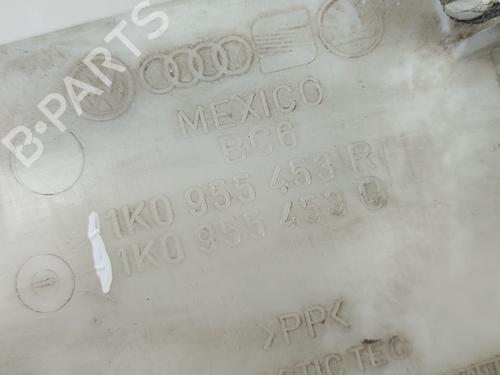 B-PARTS
MEXICO
BC6
1K0 955 453 R
1K0 955 453 Q
>PP<